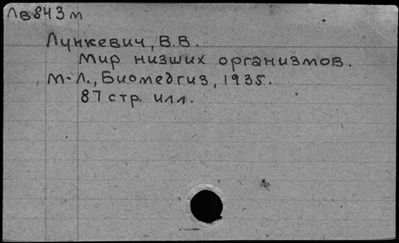 Лв843м
Лункевич, В.В.
Мир низших организмов.
М.-Л., Биомедгиз, 1935.
87 стр. илл.